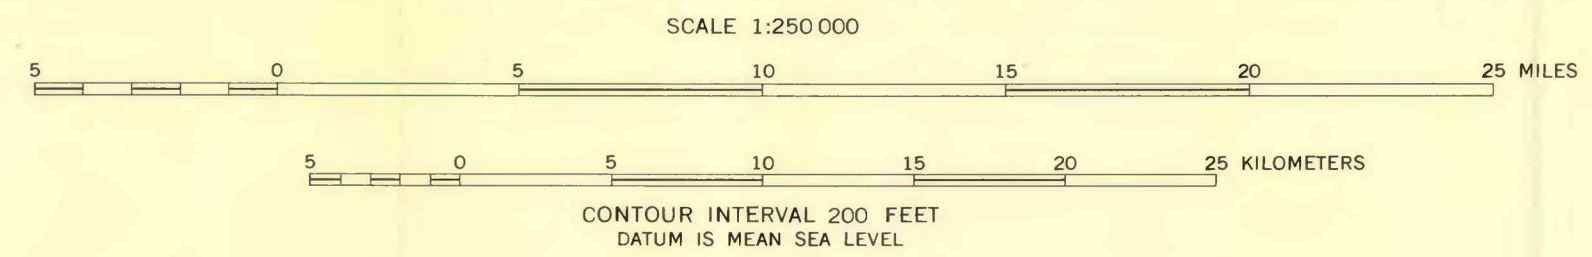 SCALE 1:250 000
5 0 5 10 15 20 25 MILES
5 0 5 10 15 20 25 KILOMETERS
CONTOUR INTERVAL 200 FEET
DATUM IS MEAN SEA LEVEL